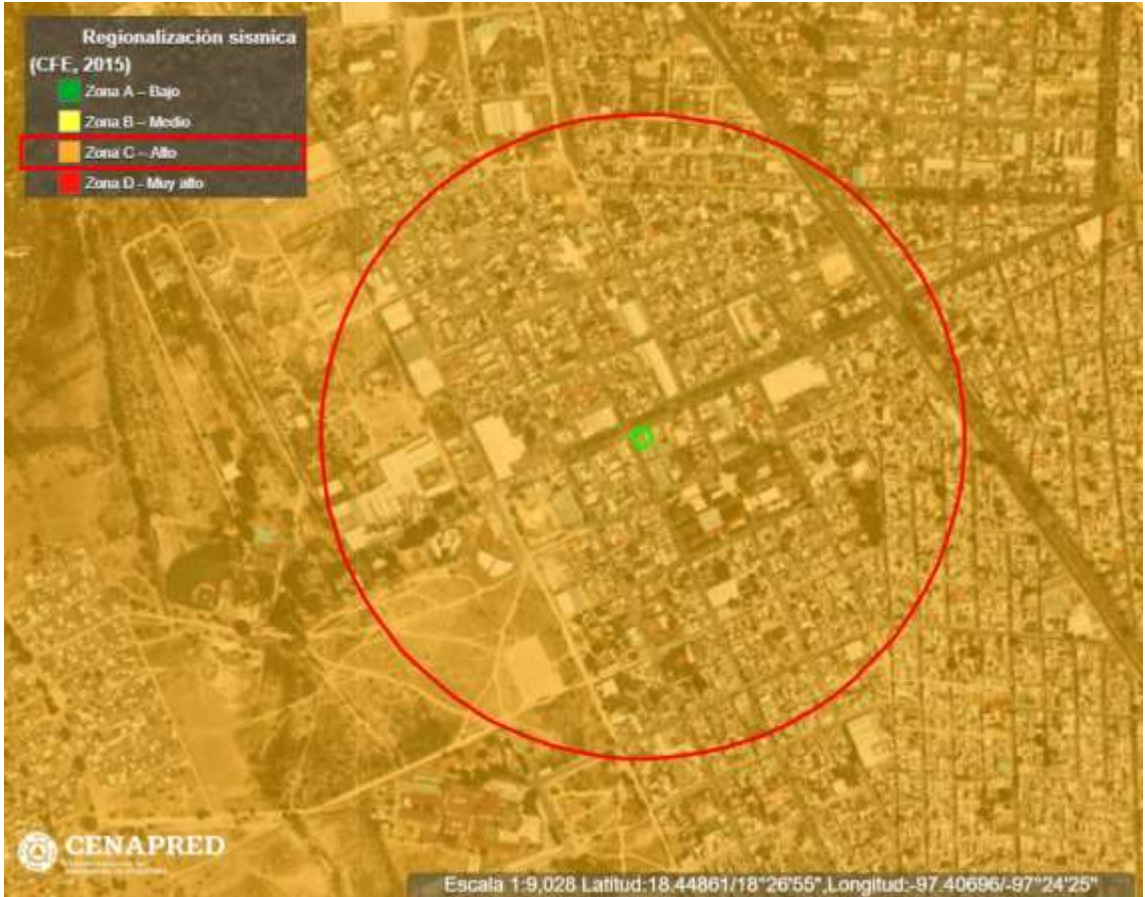 Regionalización sísmica
(CFE, 2015)
Zona A – Bajo
Zona B – Medio
Zona C – Alto
Zona D - Muy alto
CENAPRED
Escala 1:9,028 Latitud:18.44861/18°26'55",Longitud:-97.40696/-97°24'25"